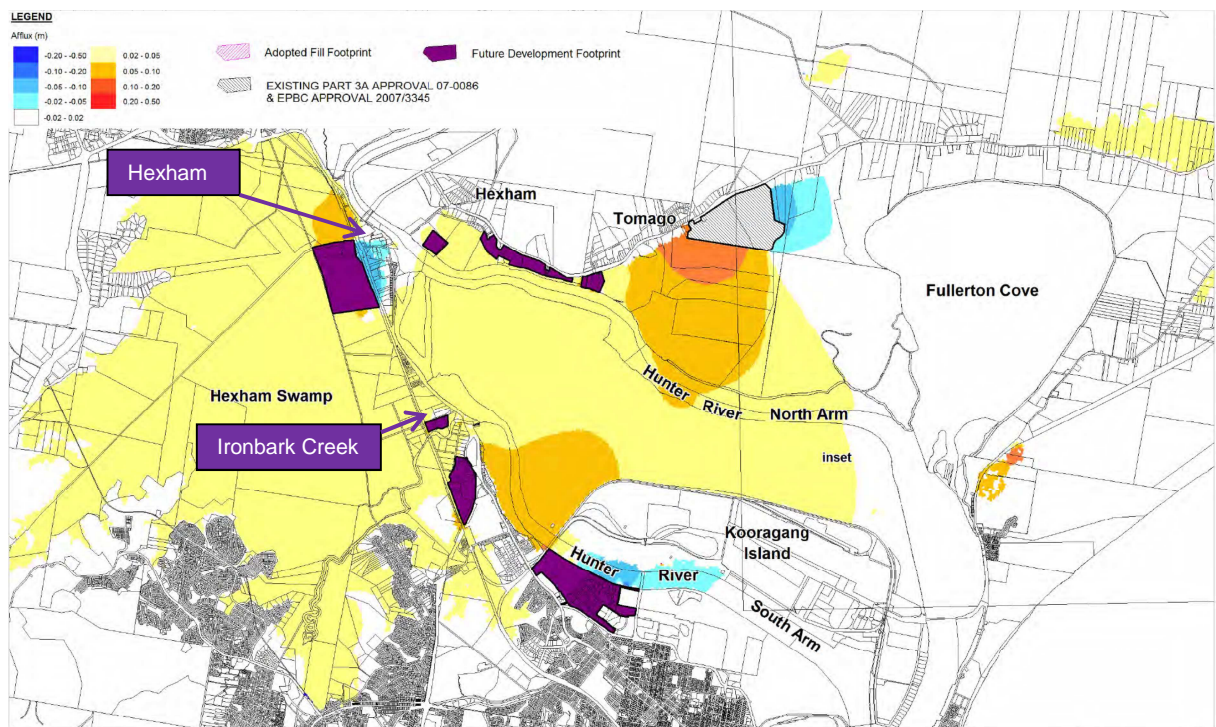 LEGEND
Afflux (m)
-0.20 - -0.50
-0.10 - -0.20
-0.05 - -0.10
-0.02 - -0.05
-0.02 - 0.02
0.02 - 0.05
0.05 - 0.10
0.10 - 0.20
0.20 - 0.50
Adopted Fill Footprint
Future Development Footprint
EXISTING PART 3A APPROVAL 07-0086
& EPBC APPROVAL 2007/3345
Hexham
Hexham
Tomago
Fullerton Cove
Hexham Swamp
Hunter River North Arm
Ironbark Creek
inset
Kooragang
Island
Hunter River
South Arm